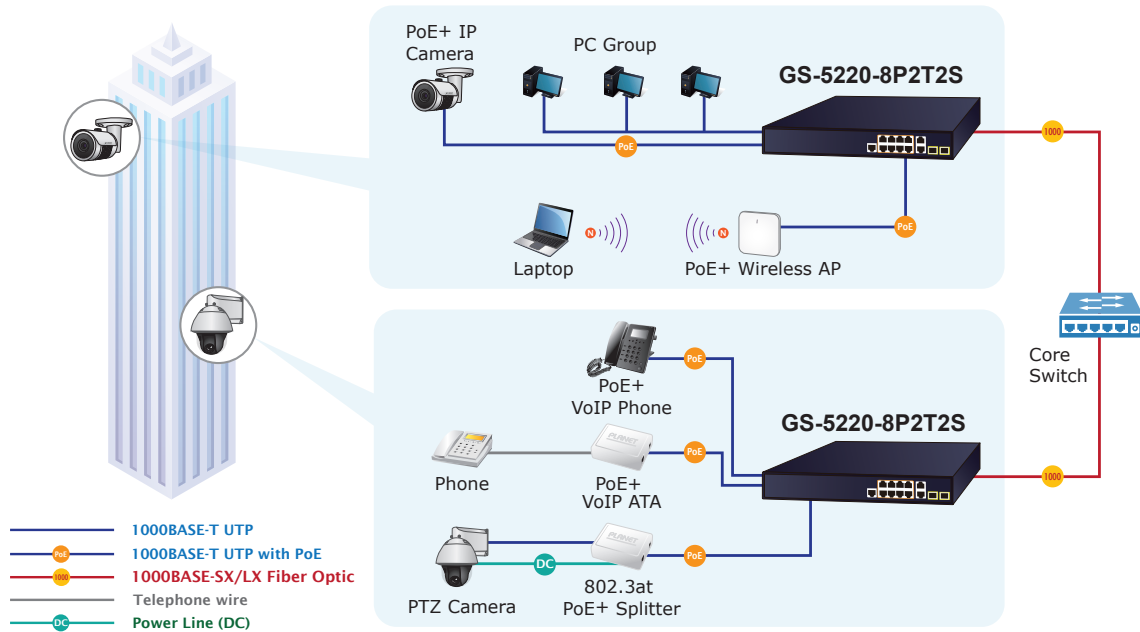 PoE+ IP
Camera
PC Group
GS-5220-8P2T2S
1000
PoE
N
N
PoE
Laptop
PoE+ Wireless AP
Core
Switch
PoE
PoE+
VoIP Phone
GS-5220-8P2T2S
PLANET
PoE
Phone
PoE+
VoIP ATA
1000
PLANET
DC
PoE
PTZ Camera
802.3at
PoE+ Splitter
1000BASE-T UTP
PoE
1000BASE-T UTP with PoE
1000
1000BASE-SX/LX Fiber Optic
Telephone wire
DC
Power Line (DC)